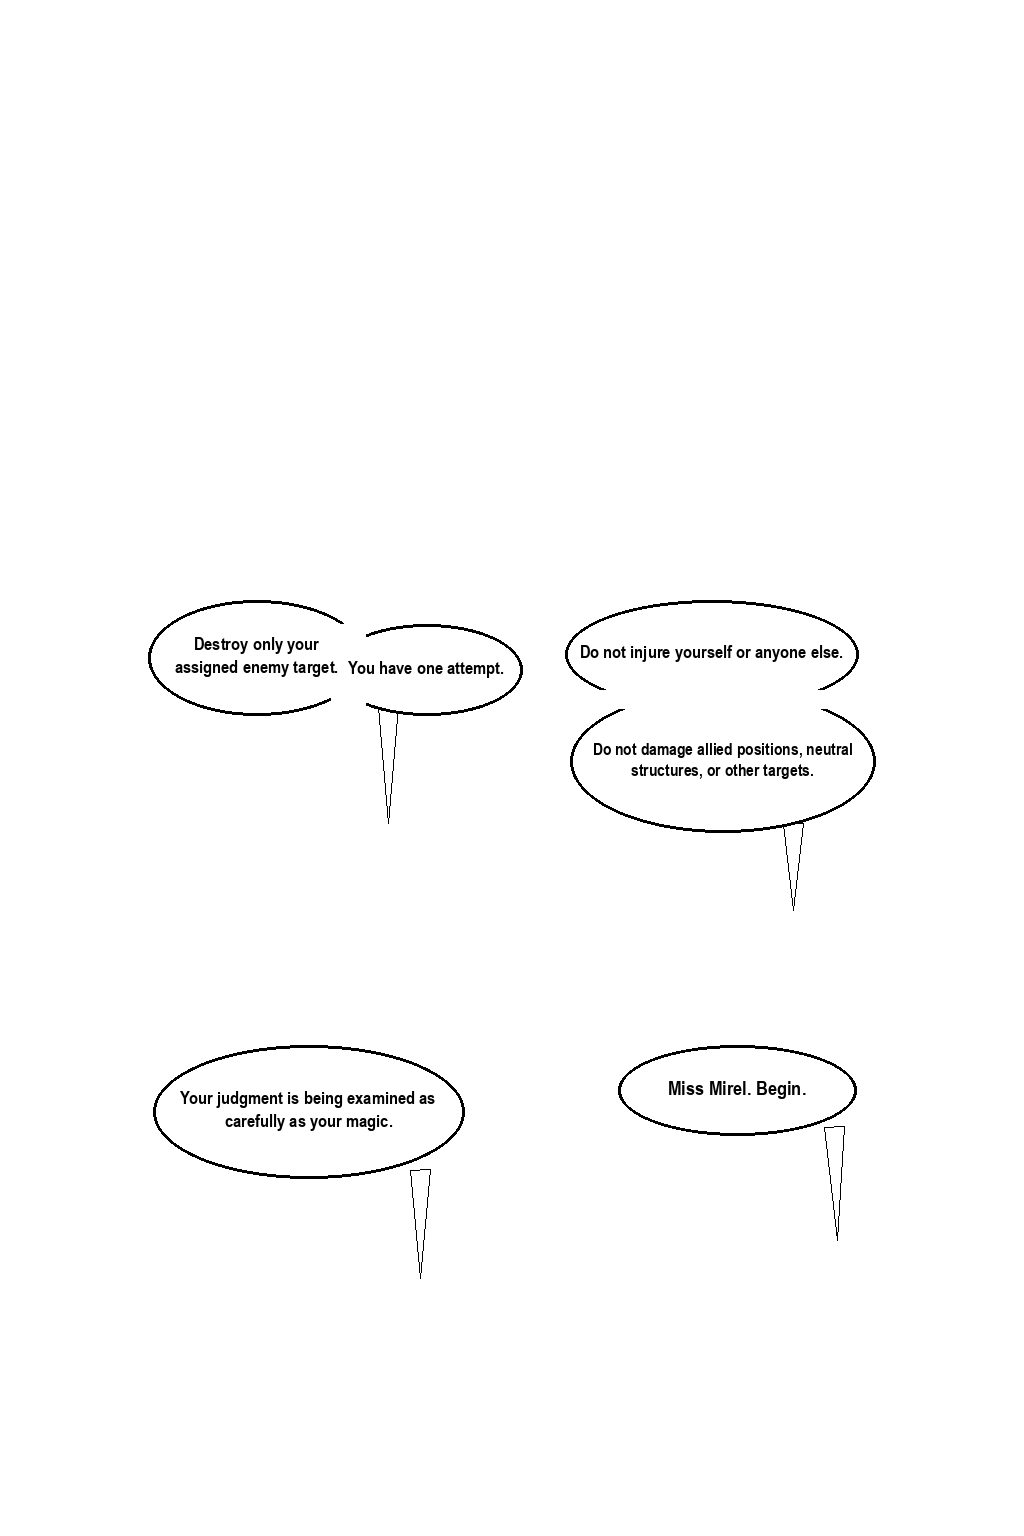 Destroy only your
assigned enemy target.
You have one attempt.
Do not injure yourself or anyone else.
Do not damage allied positions, neutral
structures, or other targets.
Your judgment is being examined as
carefully as your magic.
Miss Mirel. Begin.